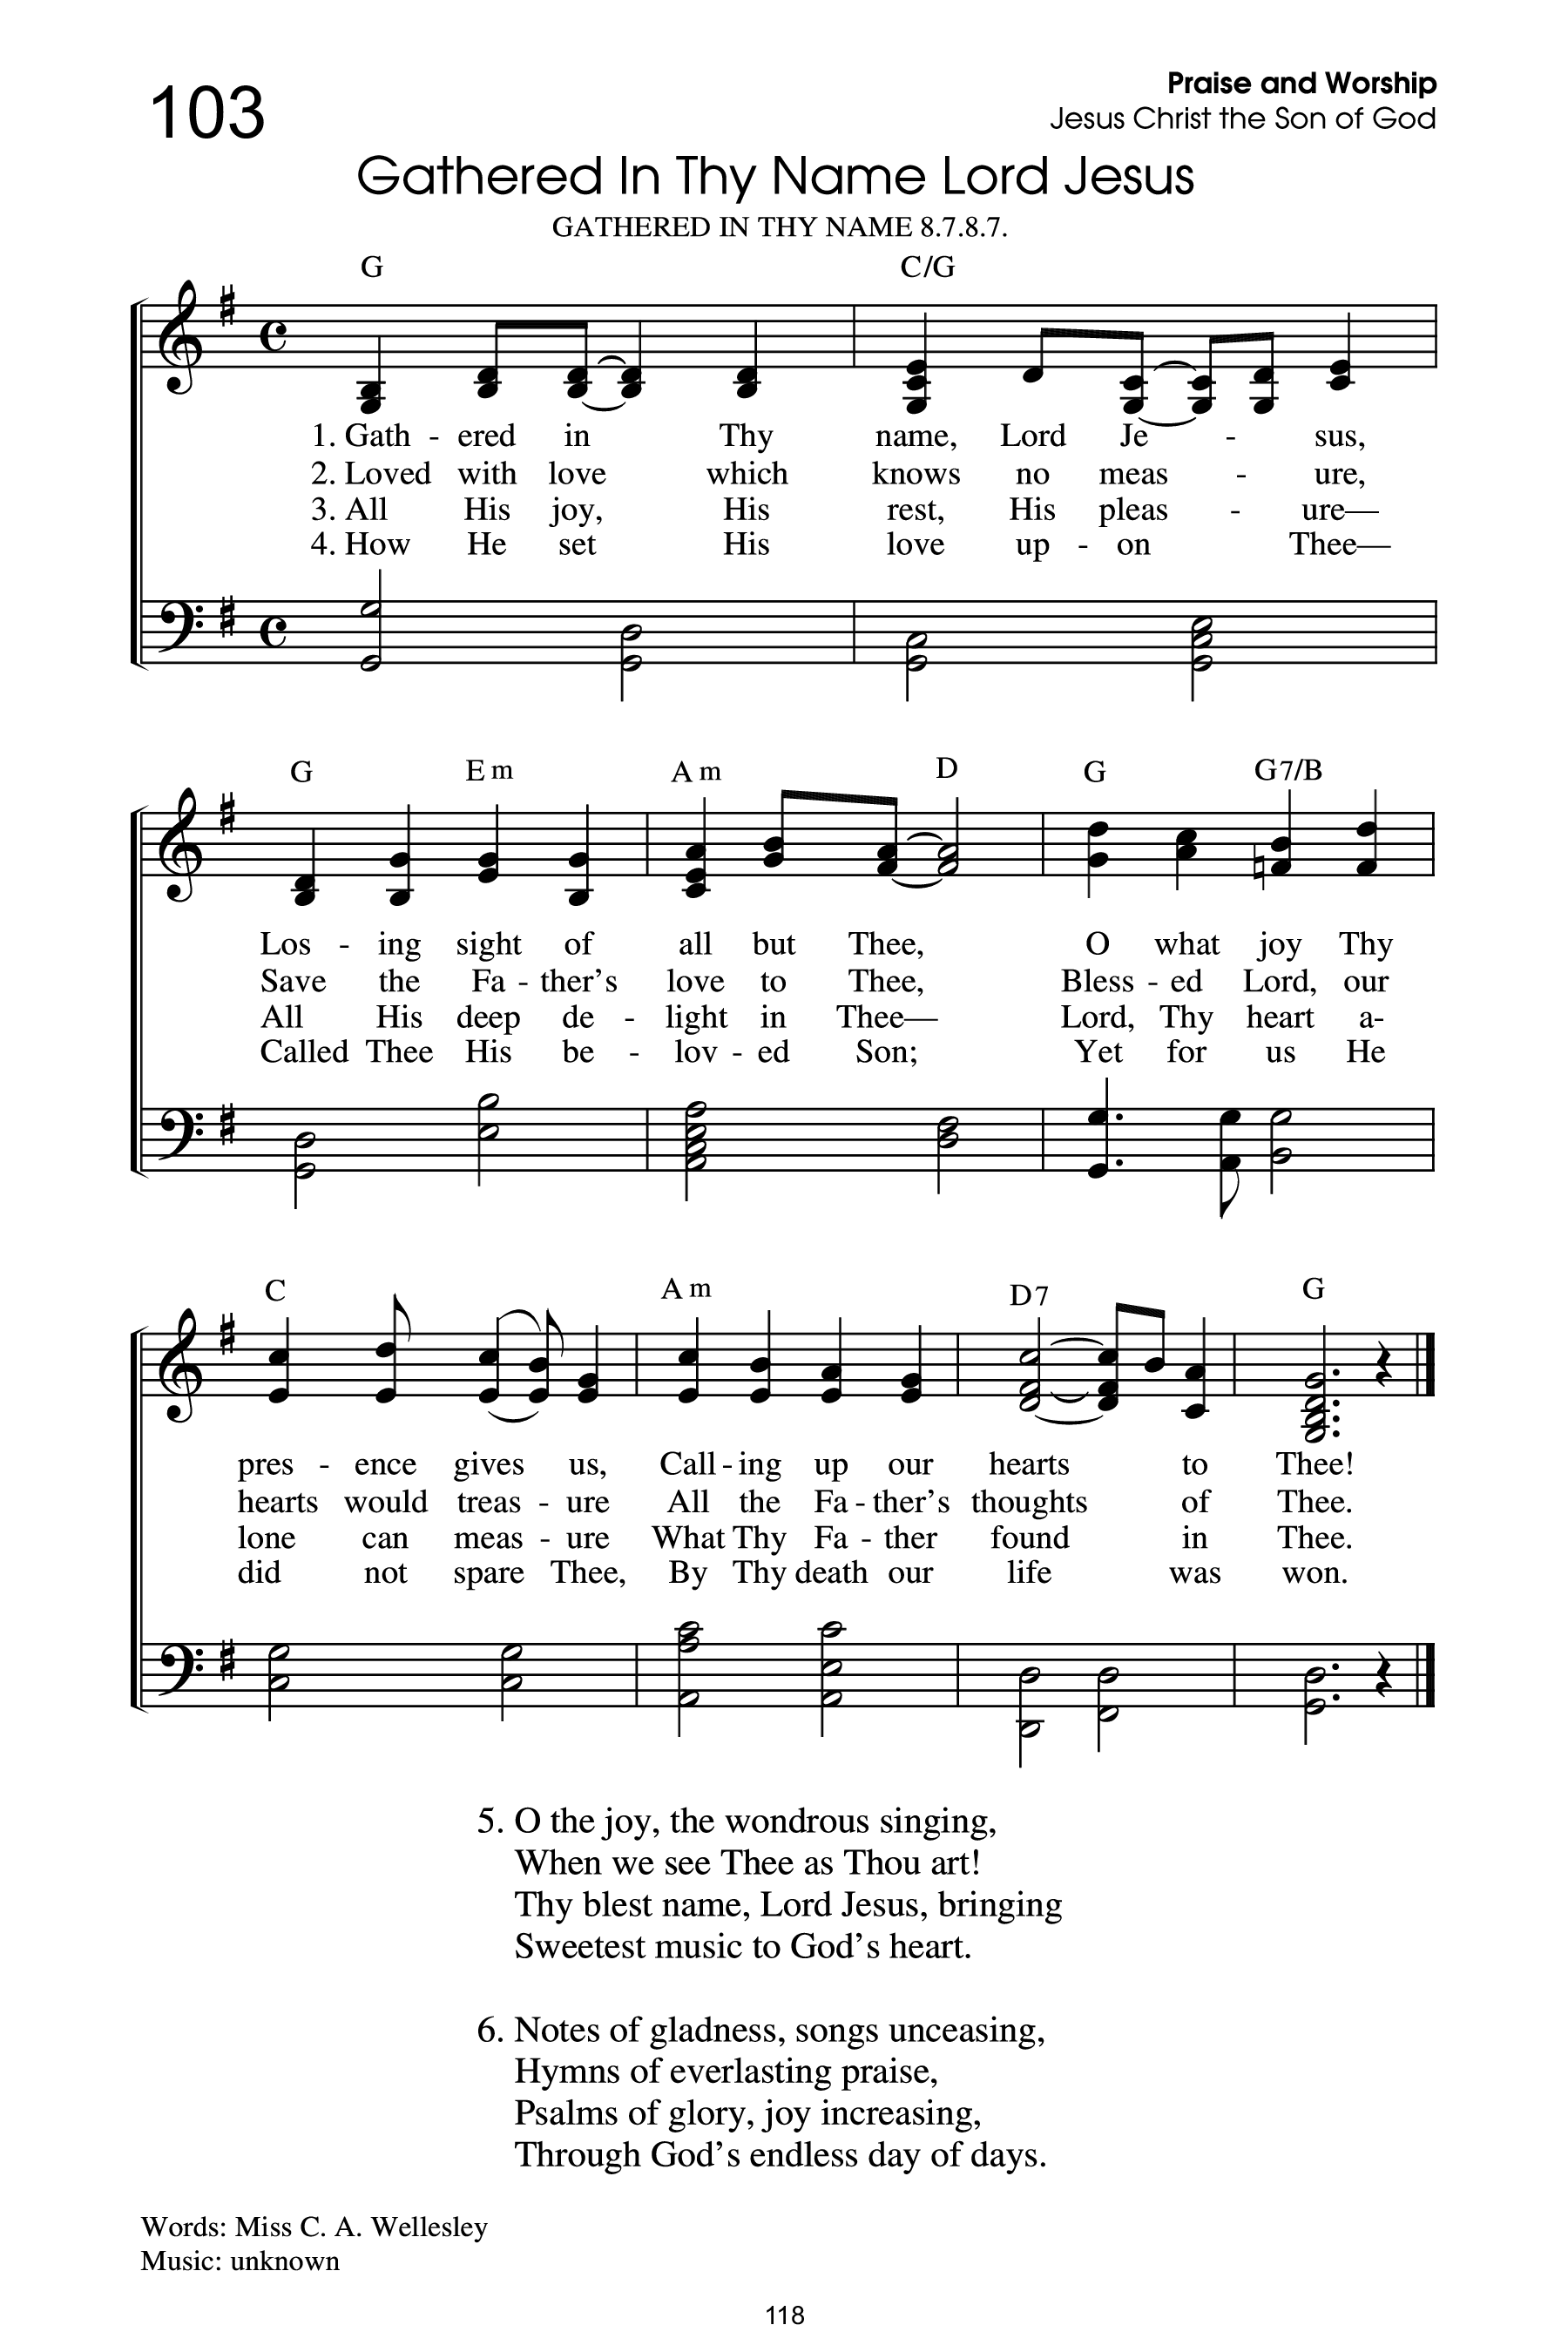 103
Praise and Worship
Jesus Christ the Son of God
Gathered In Thy Name Lord Jesus
GATHERED IN THY NAME 8.7.8.7.
G C/G
1. Gath - ered in Thy name, Lord Je - sus,
2. Loved with love which knows no meas - ure,
3. All His joy, His rest, His pleas - ure—
4. How He set His love up - on Thee—
G Em Am D G G7/B
Los - ing sight of all but Thee, O what joy Thy
Save the Fa - ther's love to Thee, Bless - ed Lord, our
All His deep de - light in Thee— Lord, Thy heart a-
Called Thee His be - lov - ed Son; Yet for us He
C Am D7 G
pres - ence gives us, Call - ing up our hearts to Thee!
hearts would treas - ure All the Fa - ther's thoughts of Thee.
lone can meas - ure What Thy Fa - ther found in Thee.
did not spare Thee, By Thy death our life was won.
5. O the joy, the wondrous singing,
When we see Thee as Thou art!
Thy blest name, Lord Jesus, bringing
Sweetest music to God's heart.
6. Notes of gladness, songs unceasing,
Hymns of everlasting praise,
Psalms of glory, joy increasing,
Through God's endless day of days.
Words: Miss C. A. Wellesley
Music: unknown
118